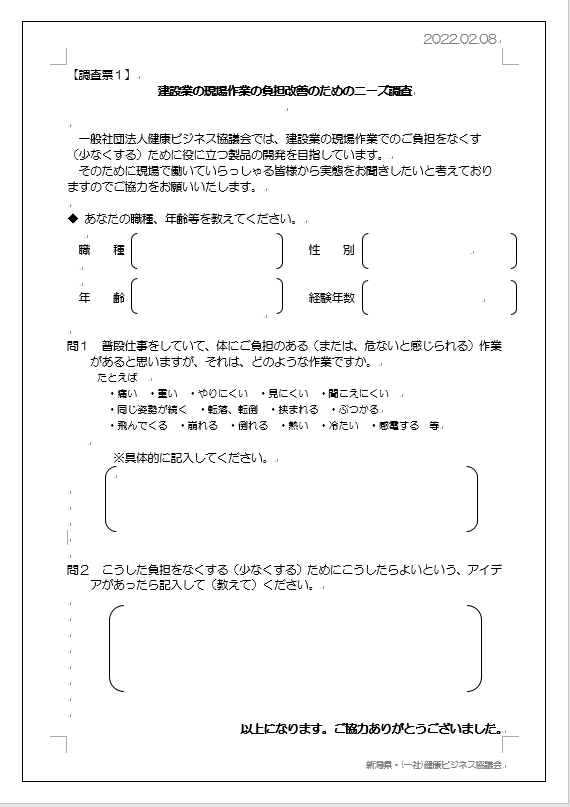 2022.02.08
【調査票１】
建設業の現場作業の負担改善のためのニーズ調査
一般社団法人健康ビジネス協議会では、建設業の現場作業でのご負担をなくす
（少なくする）ために役に立つ製品の開発を目指しています。
そのために現場で働いていらっしゃる皆様から実態をお聞きしたいと考えており
ますのでご協力をお願いいたします。
◆ あなたの職種、年齢等を教えてください。
職　種　　性　別
年　齢　　経験年数
問１　普段仕事をしていて、体にご負担のある（または、危ないと感じられる）作業
があると思いますが、それは、どのような作業ですか。
たとえば
・痛い　・重い　・やりにくい　・見にくい　・聞こえにくい
・同じ姿勢が続く　・転落、転倒　・挟まれる　・ぶつかる
・飛んでくる　・崩れる　・倒れる　・熱い　・冷たい　・感電する　等
※具体的に記入してください。
問２　こうした負担をなくする（少なくする）ためにこうしたらよいという、アイデ
アがあったら記入して（教えて）ください。
以上になります。ご協力ありがとうございました。
新潟県・(一社)健康ビジネス協議会